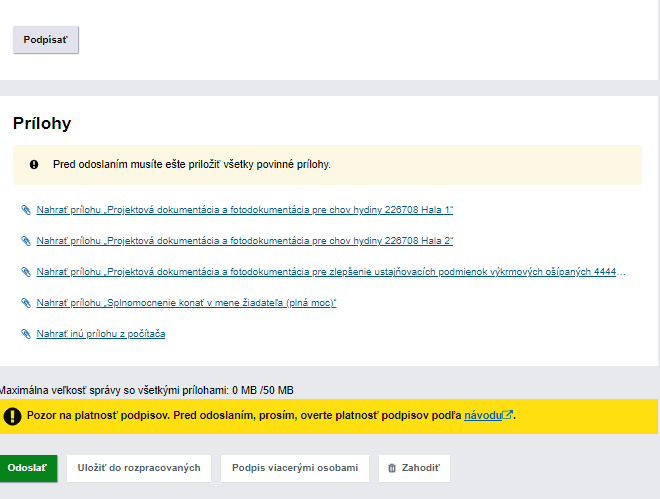 Podpísať
Prílohy
Pred odoslaním musíte ešte priložiť všetky povinné prílohy.
Nahrať prílohu „Projektová dokumentácia a fotodokumentácia pre chov hydiny 226708 Hala 1“
Nahrať prílohu „Projektová dokumentácia a fotodokumentácia pre chov hydiny 226708 Hala 2“
Nahrať prílohu „Projektová dokumentácia a fotodokumentácia pre zlepšenie ustajňovacích podmienok výkrmových ošípaných 4444…
Nahrať prílohu „Splnomocnenie konať v mene žiadateľa (plná moc)“
Nahrať inú prílohu z počítača
Maximálna veľkosť správy so všetkými prílohami: 0 MB /50 MB
Pozor na platnosť podpisov. Pred odoslaním, prosím, overte platnosť podpisov podľa návodu.
Odoslať Uložiť do rozpracovaných Podpis viacerými osobami Zahodiť